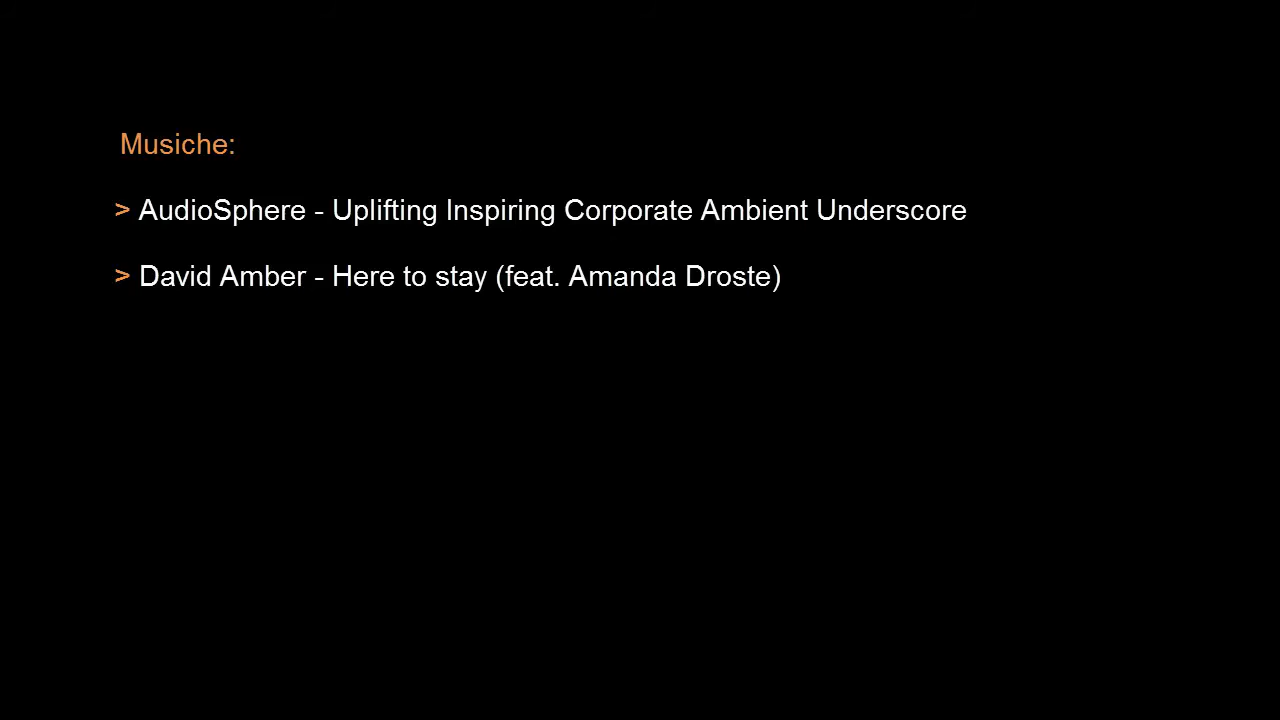 Musiche:
> AudioSphere - Uplifting Inspiring Corporate Ambient Underscore
> David Amber - Here to stay (feat. Amanda Droste)